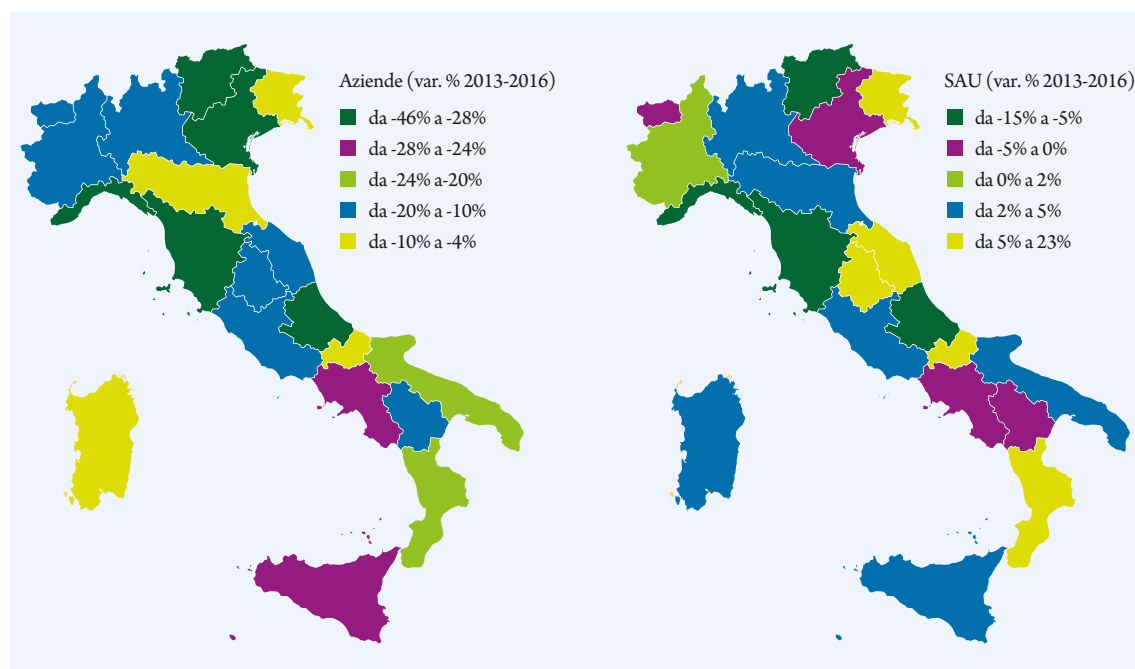 Aziende (var. % 2013-2016)
da -46% a -28%
da -28% a -24%
da -24% a-20%
da -20% a -10%
da -10% a -4%
SAU (var. % 2013-2016)
da -15% a -5%
da -5% a 0%
da 0% a 2%
da 2% a 5%
da 5% a 23%